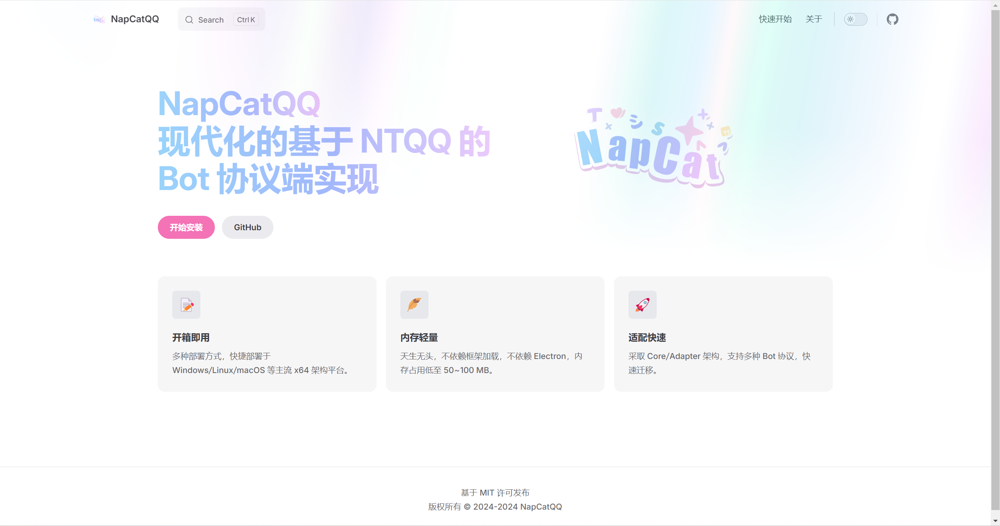 NapCatQQ
Search
Ctrl K
快速开始
关于
NapCatQQ
现代化的基于 NTQQ 的
Bot 协议端实现
NapCat
TS
开始安装
GitHub
开箱即用
多种部署方式，快捷部署于
Windows/Linux/macOS 等主流 x64 架构平台。
内存轻量
天生无头，不依赖框架加载，不依赖 Electron，内
存占用低至 50~100 MB。
适配快速
采取 Core/Adapter 架构，支持多种 Bot 协议，快
速迁移。
基于 MIT 许可发布
版权所有 © 2024-2024 NapCatQQ